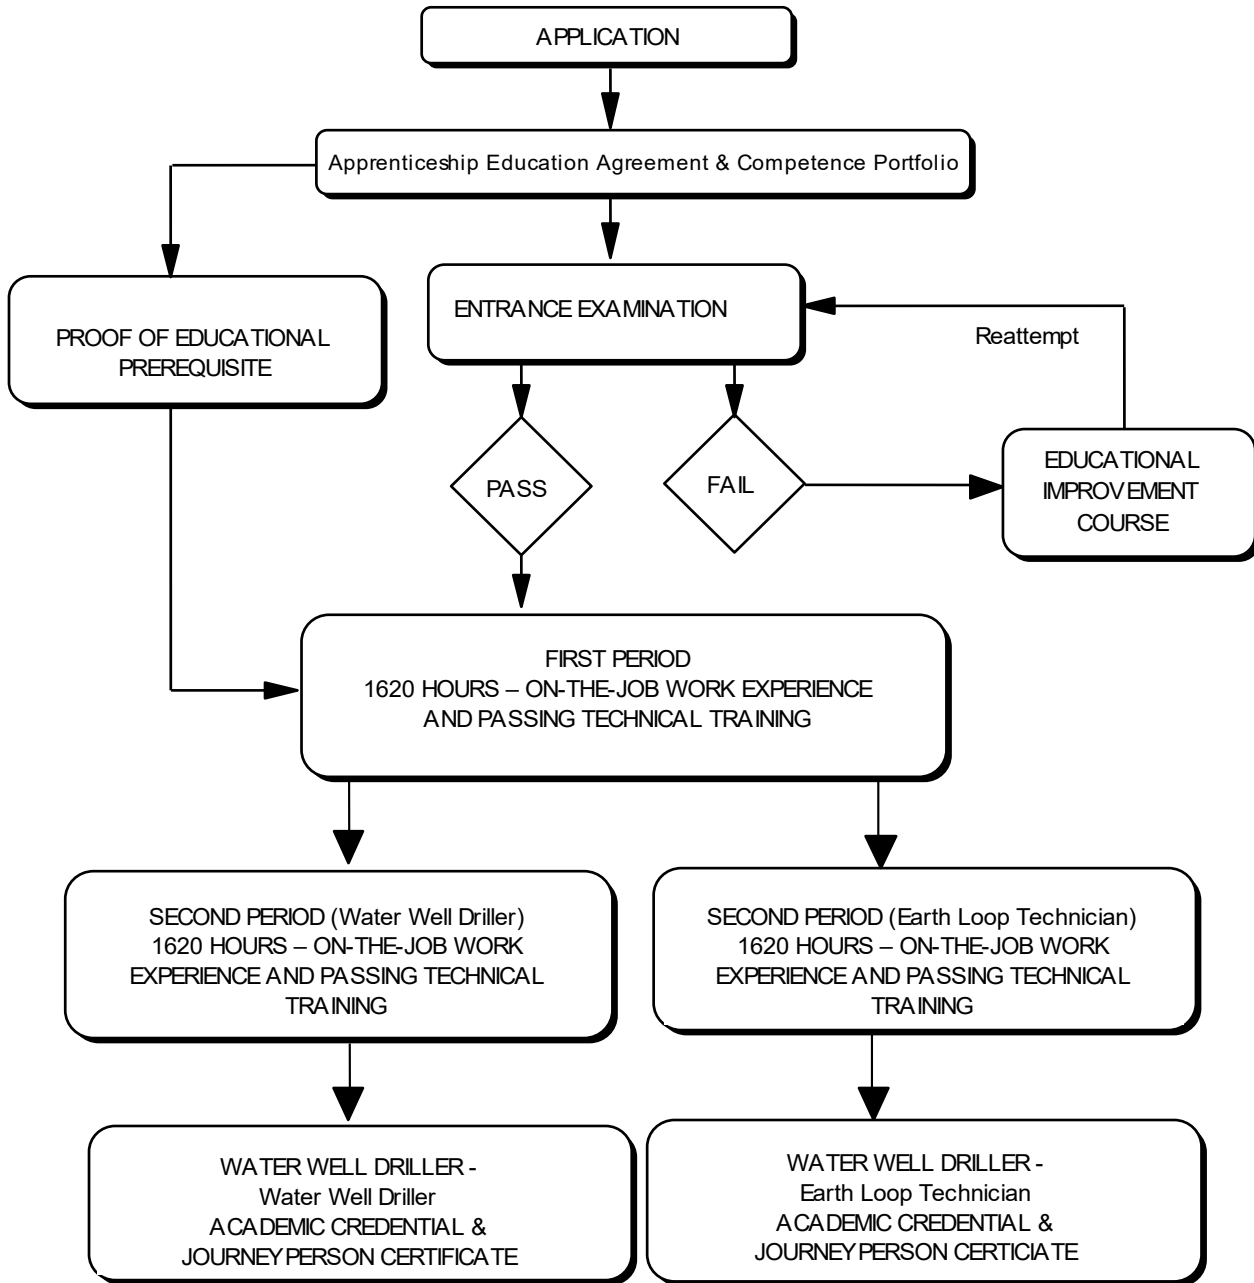 APPLICATION
Apprenticeship Education Agreement & Competence Portfolio
PROOF OF EDUCATIONAL
PREREQUISITE
ENTRANCE EXAMINATION
Reattempt
PASS
FAIL
EDUCATIONAL
IMPROVEMENT
COURSE
FIRST PERIOD
1620 HOURS – ON-THE-JOB WORK EXPERIENCE
AND PASSING TECHNICAL TRAINING
SECOND PERIOD (Water Well Driller)
1620 HOURS – ON-THE-JOB WORK
EXPERIENCE AND PASSING TECHNICAL
TRAINING
SECOND PERIOD (Earth Loop Technician)
1620 HOURS – ON-THE-JOB WORK
EXPERIENCE AND PASSING TECHNICAL
TRAINING
WATER WELL DRILLER -
Water Well Driller
ACADEMIC CREDENTIAL &
JOURNEYPERSON CERTIFICATE
WATER WELL DRILLER -
Earth Loop Technician
ACADEMIC CREDENTIAL &
JOURNEYPERSON CERTICIATE